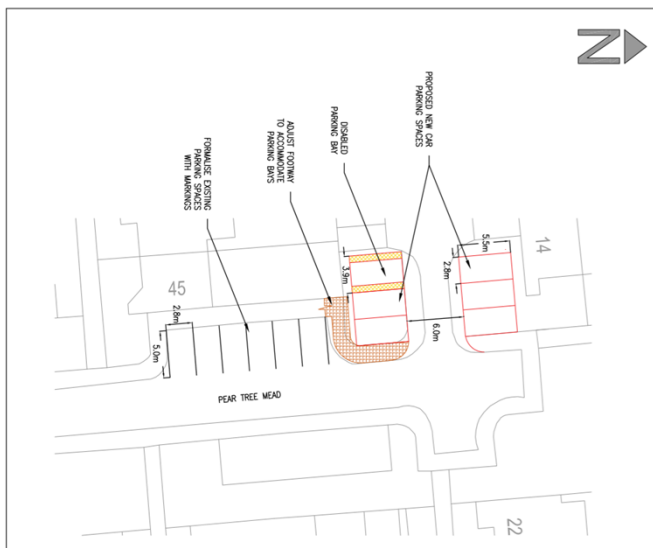 N
PROPOSED NEW CAR
PARKING SPACES
DISABLED
PARKING BAY
ADJUST FOOTWAY
TO ACCOMMODATE
PARKING BAYS
FORMALISE EXISTING
PARKING SPACES
WITH MARKINGS
5.5m
14
2.8m
3.9m
6.0m
45
2.8m
5.0m
PEAR TREE MEAD
22